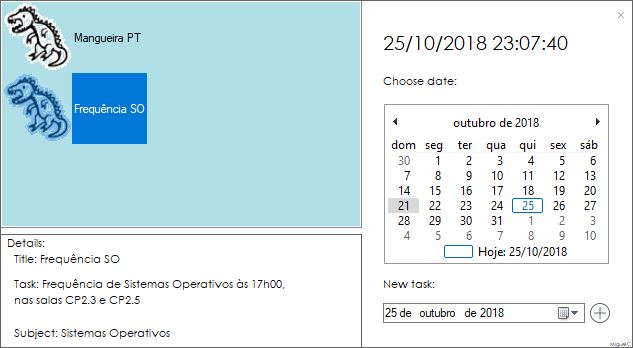 Mangueira PT
Frequência SO
Details:
Title: Frequência SO
Task: Frequência de Sistemas Operativos às 17h00,
nas salas CP2.3 e CP2.5
Subject: Sistemas Operativos
25/10/2018 23:07:40
Choose date:
outubro de 2018
dom seg ter qua qui sex sáb
30 1 2 3 4 5 6
7 8 9 10 11 12 13
14 15 16 17 18 19 20
21 22 23 24 25 26 27
28 29 30 31 1 2 3
4 5 6 7 8 9 10
Hoje: 25/10/2018
New task:
25 de outubro de 2018
Miguel C.